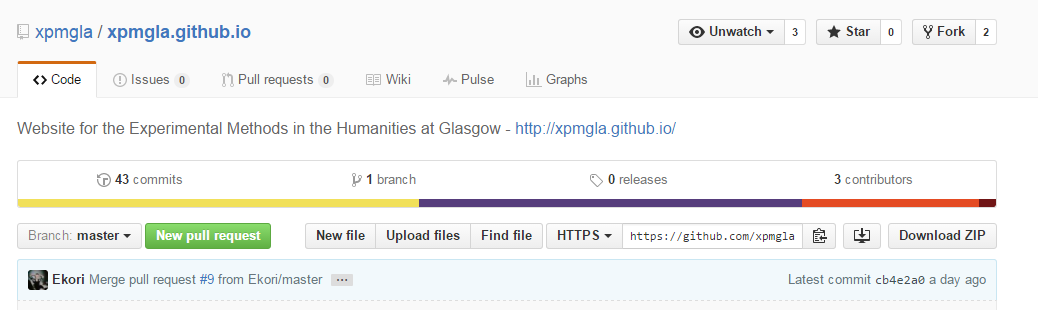 xpmgla / xpmgla.github.io Unwatch 3 Star 0 Fork 2
Code Issues 0 Pull requests 0 Wiki Pulse Graphs
Website for the Experimental Methods in the Humanities at Glasgow - http://xpmgla.github.io/
43 commits 1 branch 0 releases 3 contributors
Branch: master New pull request New file Upload files Find file HTTPS https://github.com/xpmgla Download ZIP
Ekori Merge pull request #9 from Ekori/master ... Latest commit cb4e2a0 a day ago